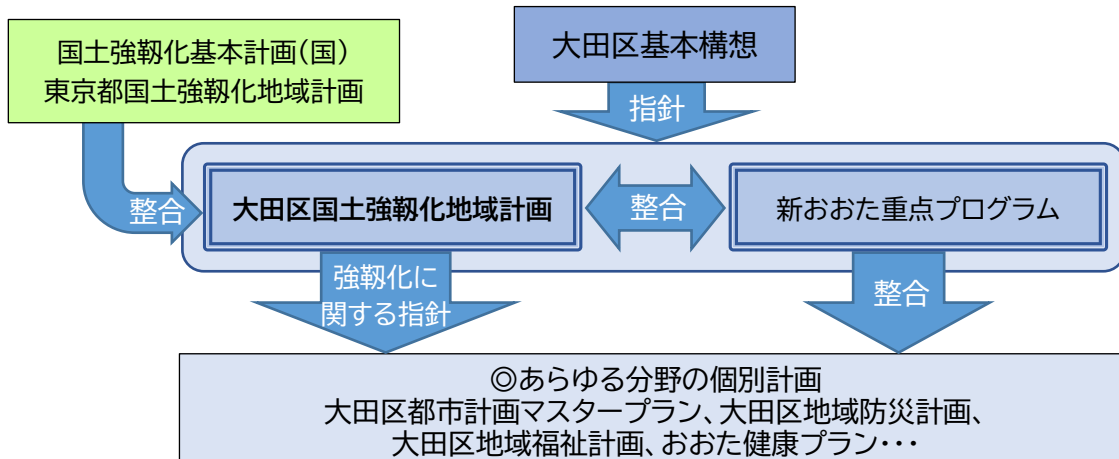 国土強靱化基本計画(国)
東京都国土強靱化地域計画
大田区基本構想
指針
整合
大田区国土強靱化地域計画
整合
新おおた重点プログラム
強靱化に
関する指針
整合
◎あらゆる分野の個別計画
大田区都市計画マスタープラン、大田区地域防災計画、
大田区地域福祉計画、おおた健康プラン・・・